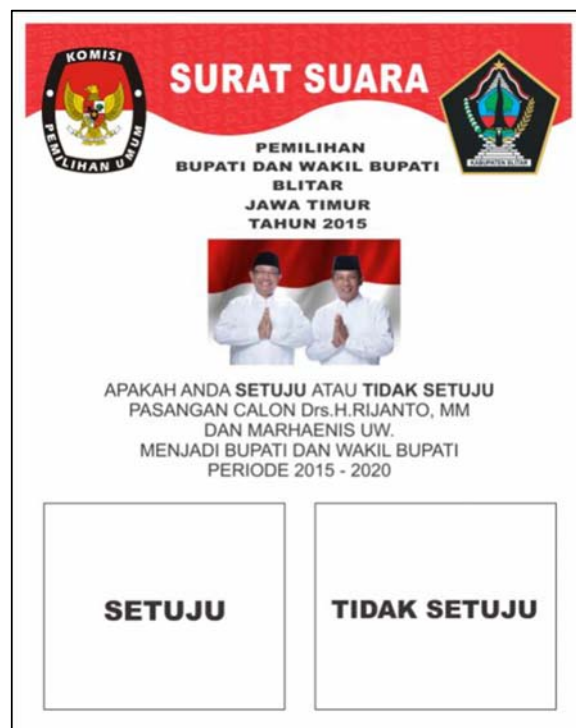 KOMISI
PEMILIHAN UMUM
SURAT SUARA
KABUPATEN BLITAR
PEMILIHAN
BUPATI DAN WAKIL BUPATI
BLITAR
JAWA TIMUR
TAHUN 2015
APAKAH ANDA SETUJU ATAU TIDAK SETUJU
PASANGAN CALON Drs.H.RIJANTO, MM
DAN MARHAENIS UW.
MENJADI BUPATI DAN WAKIL BUPATI
PERIODE 2015 - 2020
SETUJU
TIDAK SETUJU